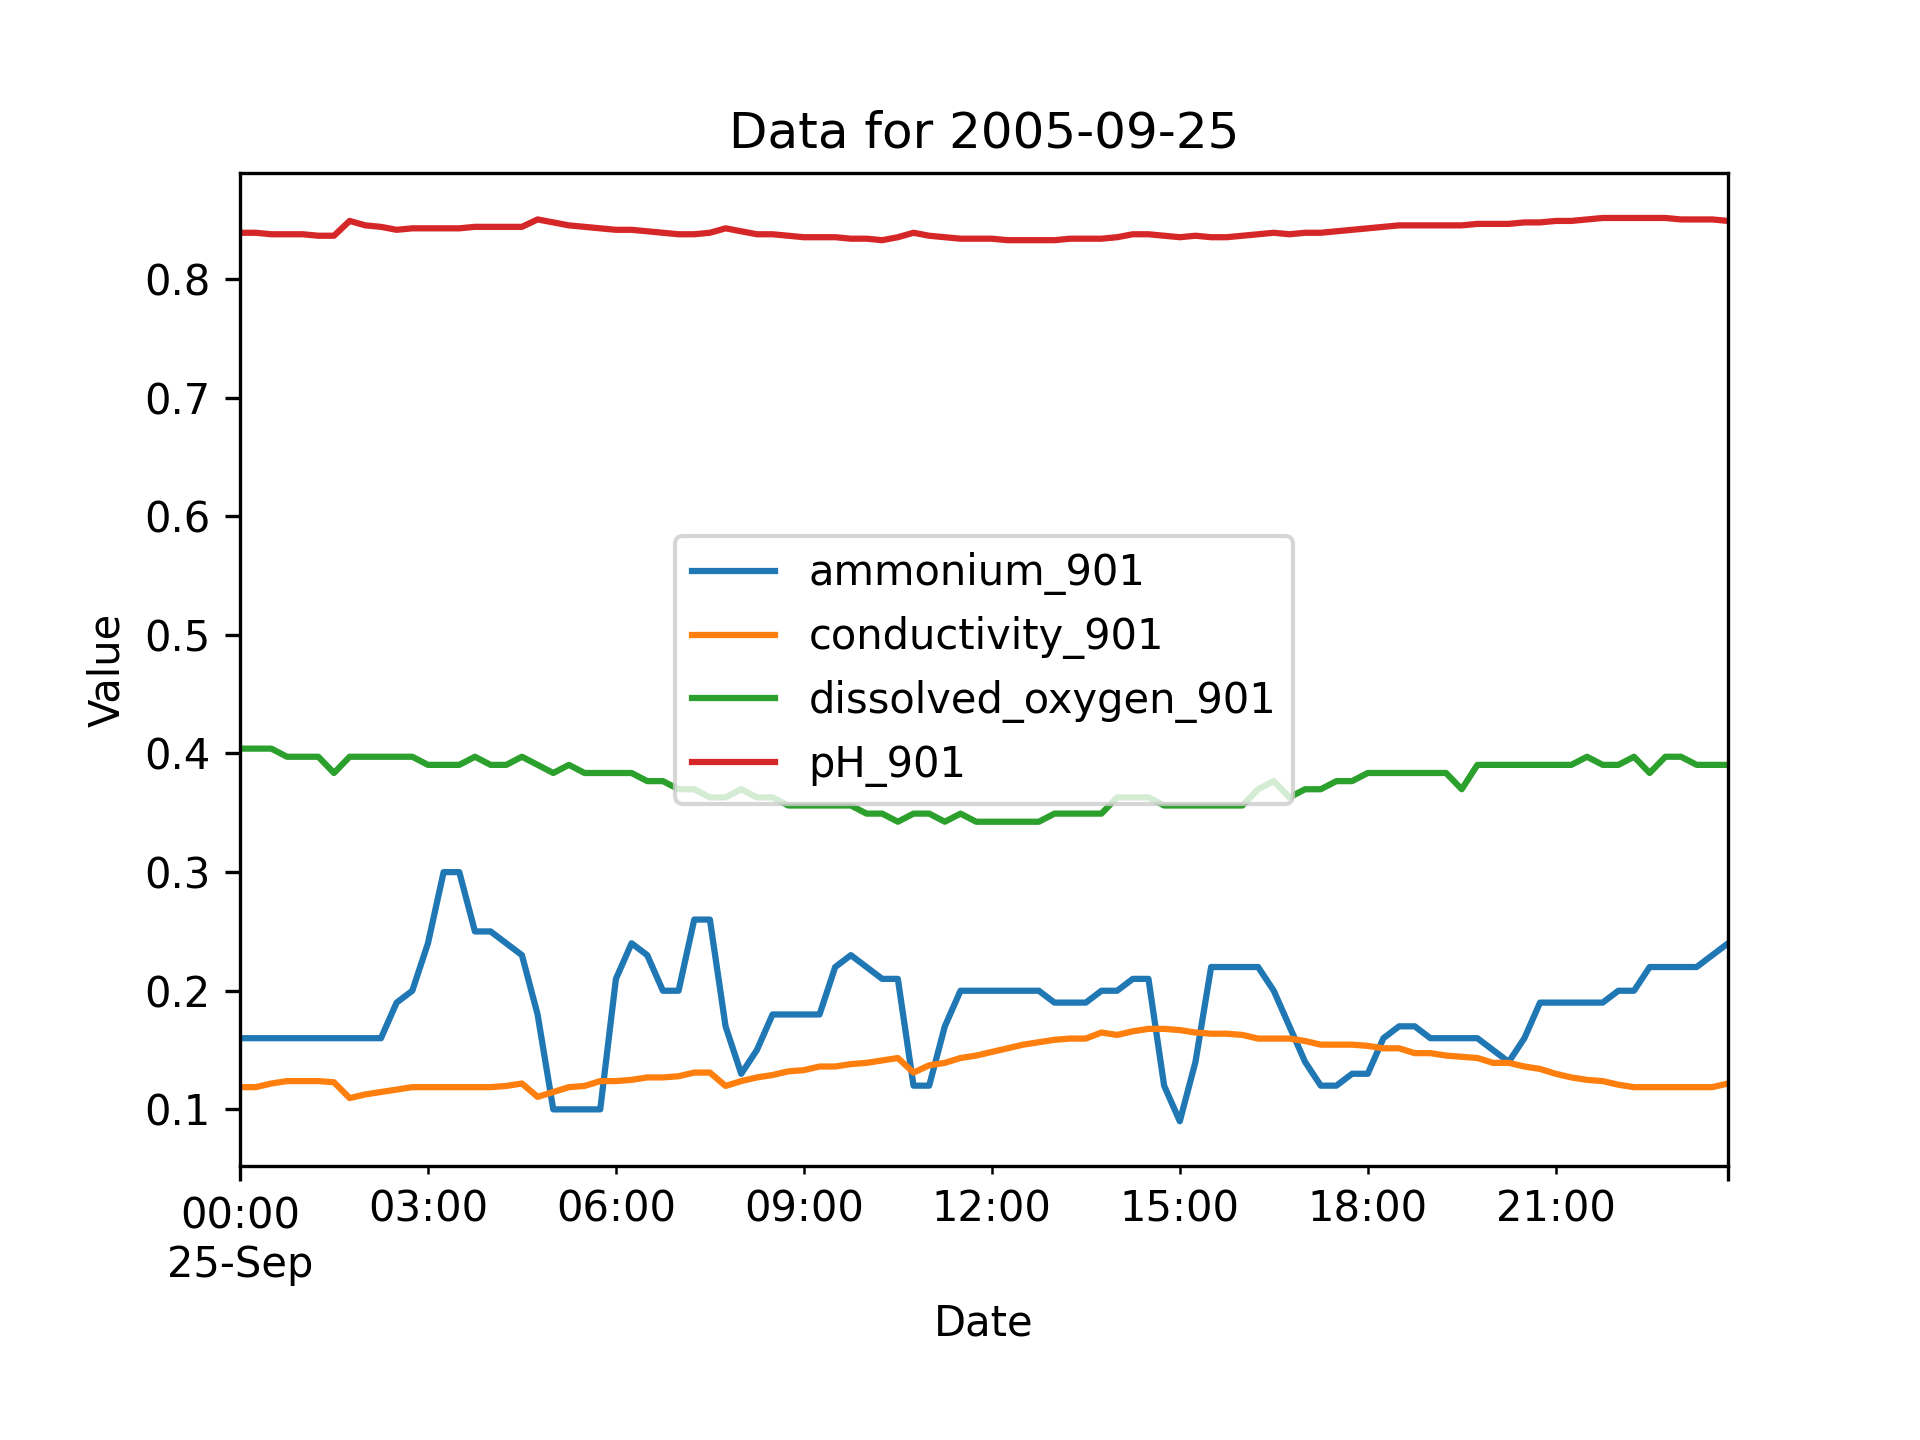 Data for 2005-09-25
Value
0.8
0.7
0.6
0.5
0.4
0.3
0.2
0.1
ammonium_901
conductivity_901
dissolved_oxygen_901
pH_901
00:00 03:00 06:00 09:00 12:00 15:00 18:00 21:00
25-Sep
Date